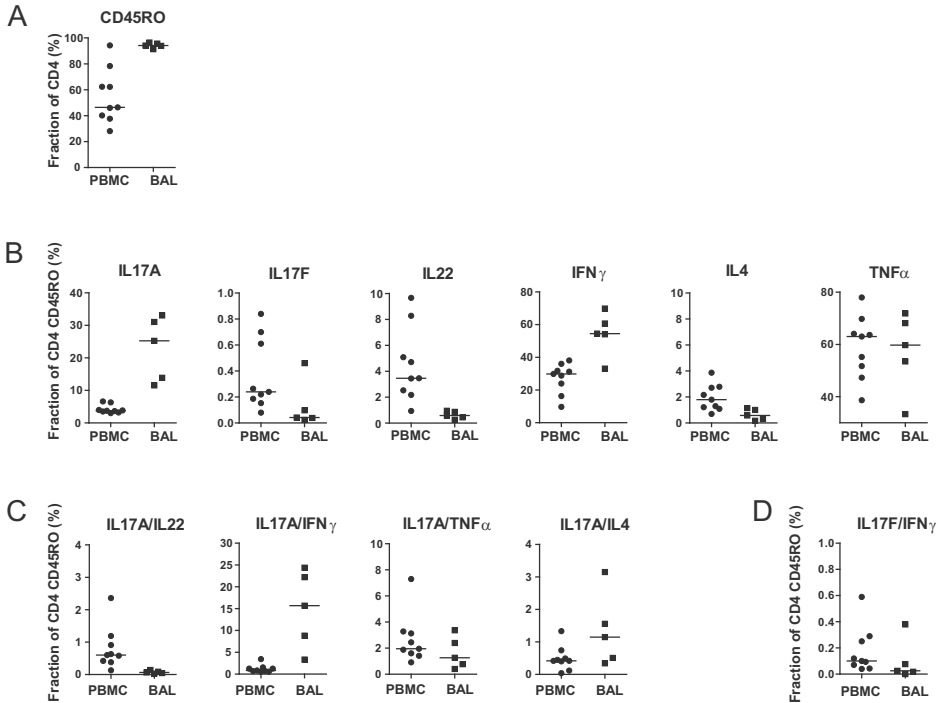 A
CD45RO
Fraction of CD4 (%)
100
80
60
40
20
0
PBMC BAL
B
Fraction of CD4 CD45RO (%)
IL17A
40
30
20
10
0
PBMC BAL
IL17F
1.0
0.8
0.6
0.4
0.2
0.0
PBMC BAL
IL22
10
8
6
4
2
0
PBMC BAL
IFNγ
80
60
40
20
0
PBMC BAL
IL4
10
8
6
4
2
0
PBMC BAL
TNFα
80
60
40
PBMC BAL
C
Fraction of CD4 CD45RO (%)
IL17A/IL22
4
3
2
1
0
PBMC BAL
IL17A/IFNγ
30
25
20
15
10
5
0
PBMC BAL
IL17A/TNFα
10
8
6
4
2
0
PBMC BAL
IL17A/IL4
4
3
2
1
0
PBMC BAL
D
Fraction of CD4 CD45RO (%)
IL17F/IFNγ
1.0
0.8
0.6
0.4
0.2
0.0
PBMC BAL